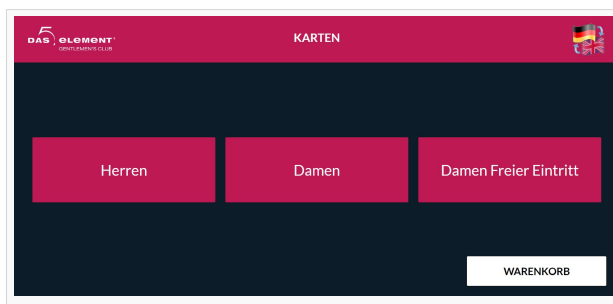 DAS 5 ELEMENT
GENTLEMEN'S CLUB
KARTEN
Herren
Damen
Damen Freier Eintritt
WARENKORB